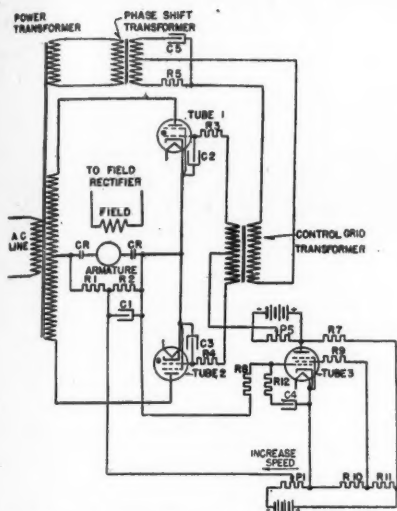 POWER
TRANSFORMER
PHASE SHIFT
TRANSFORMER
C5
R5
TUBE 1
R3
C2
TO FIELD
RECTIFIER
FIELD
A C
LINE
CR
CR
ARMATURE
R1
R2
C1
CONTROL GRID
TRANSFORMER
C3
R4
TUBE 2
P5
R7
R9
R8
R12
TUBE 3
C4
INCREASE
SPEED
P1
R10
R11